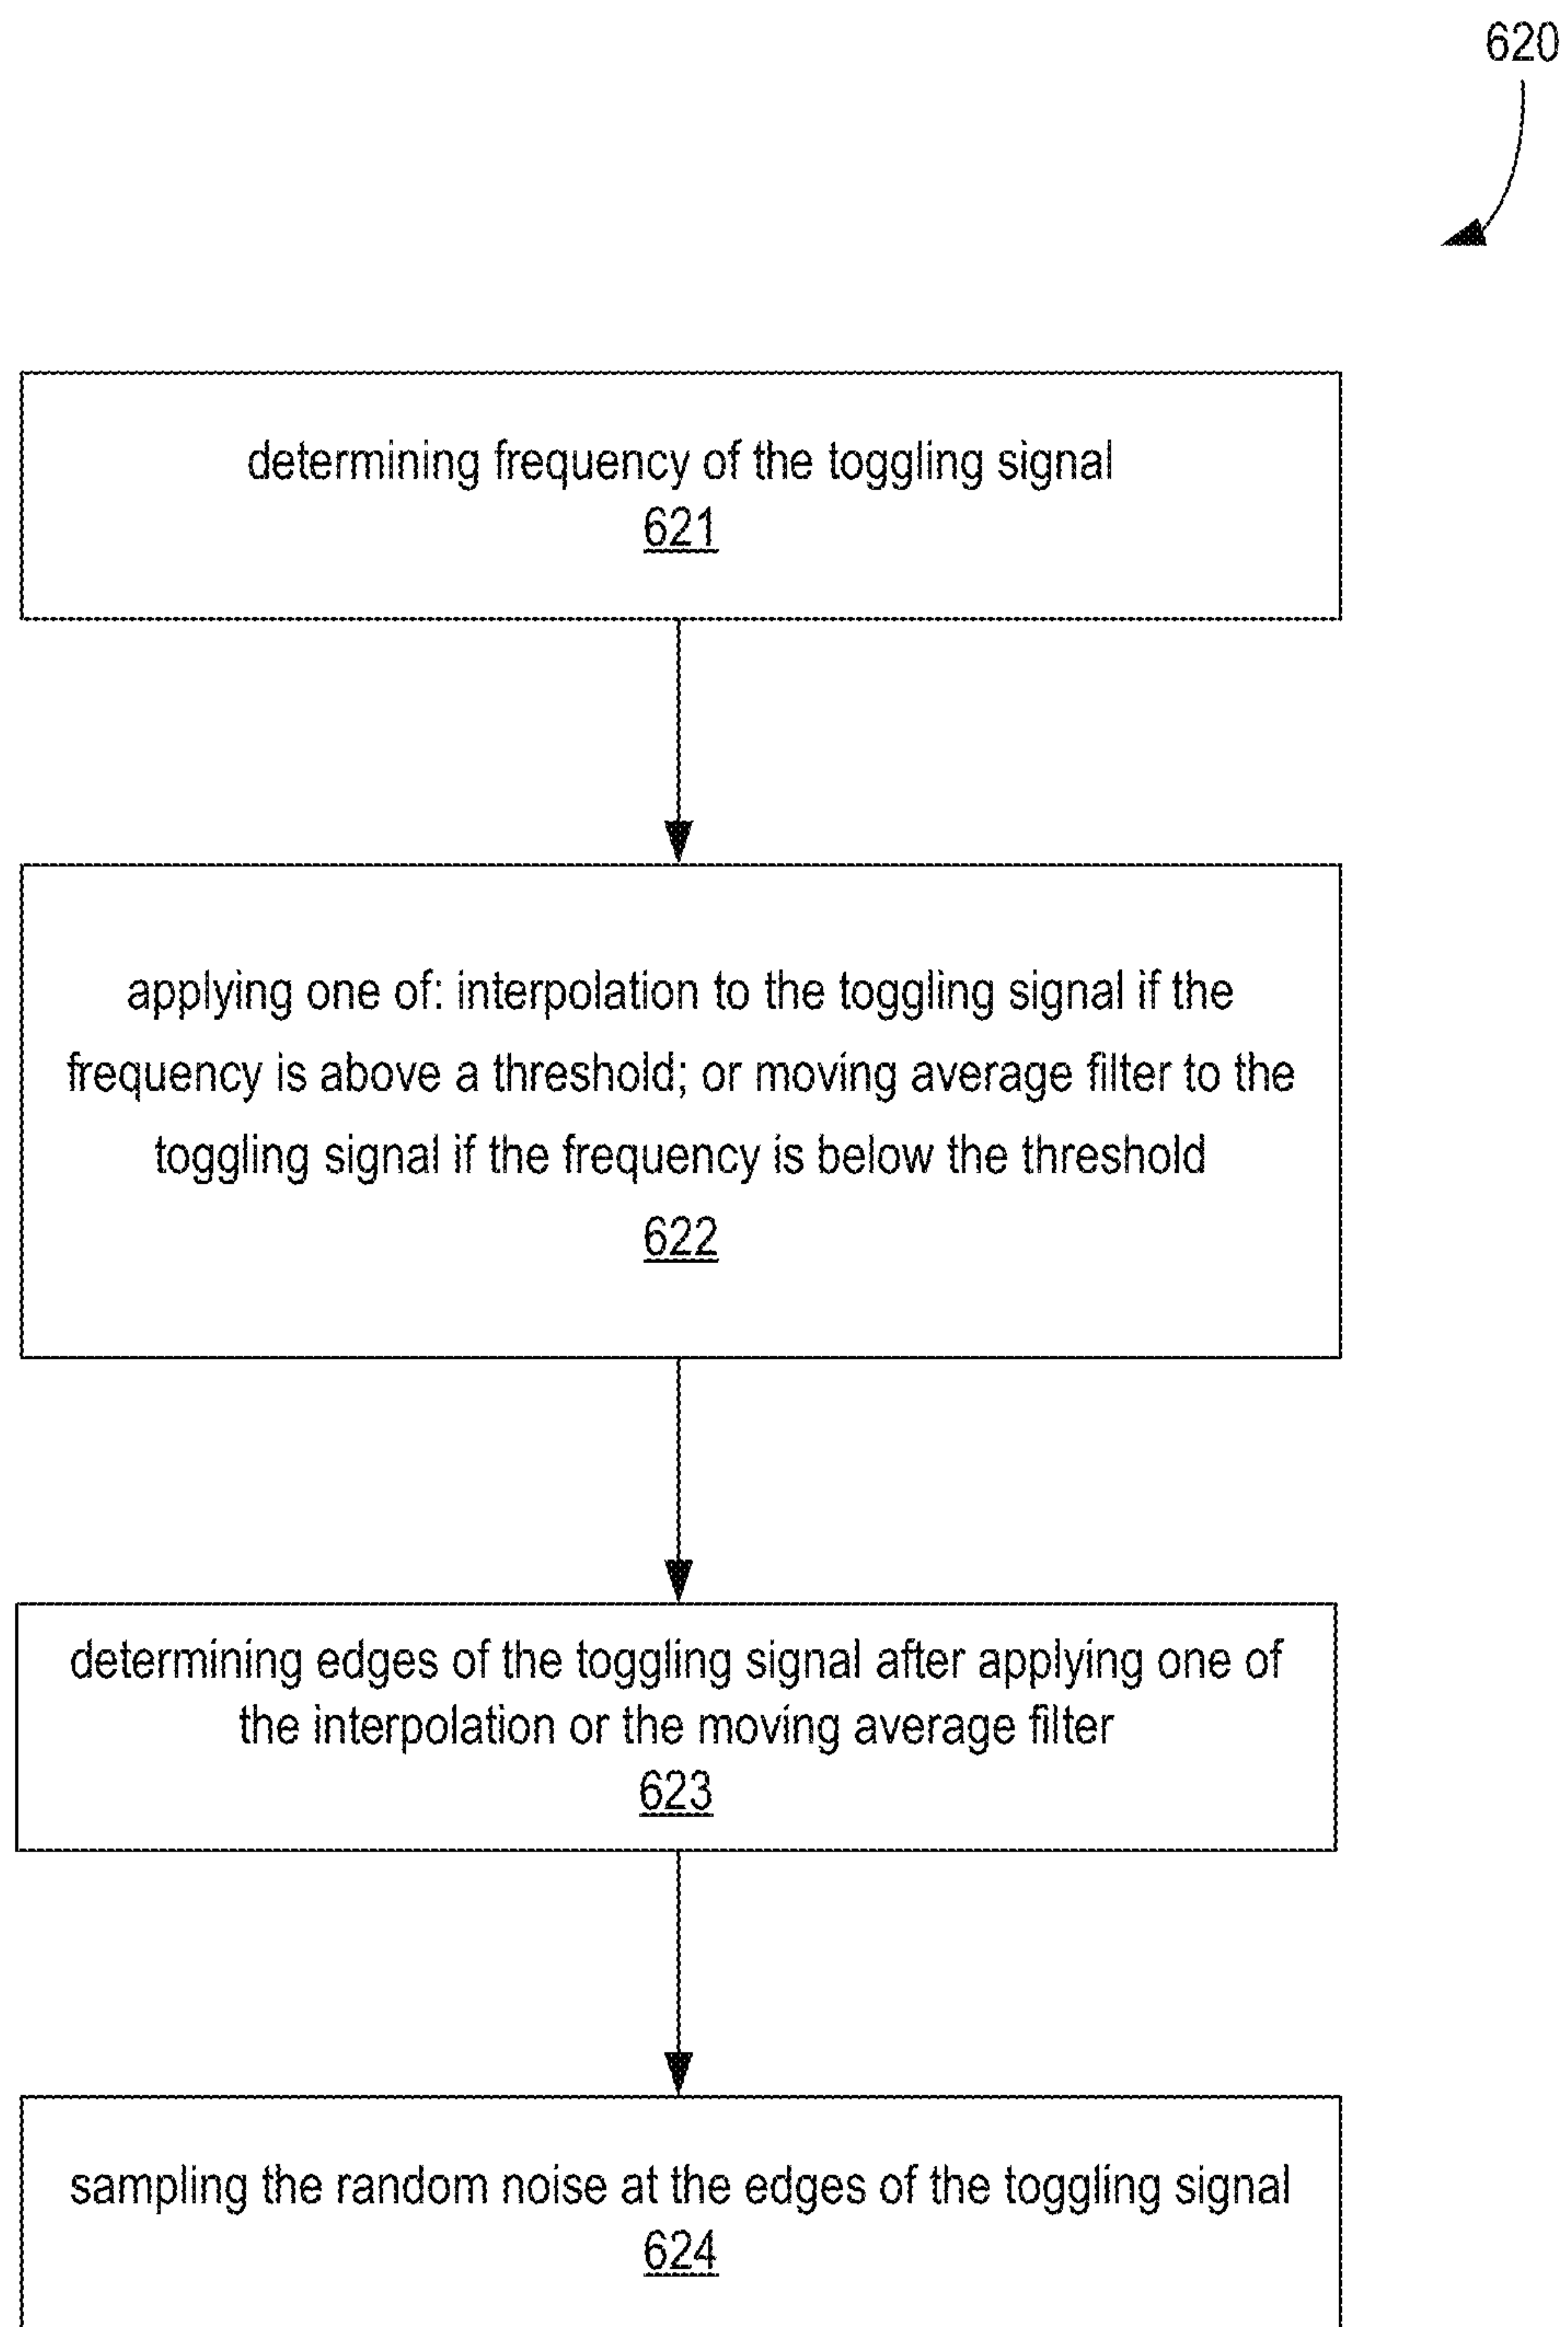 620
determining frequency of the toggling signal
621
applying one of: interpolation to the toggling signal if the
frequency is above a threshold; or moving average filter to the
toggling signal if the frequency is below the threshold
622
determining edges of the toggling signal after applying one of
the interpolation or the moving average filter
623
sampling the random noise at the edges of the toggling signal
624